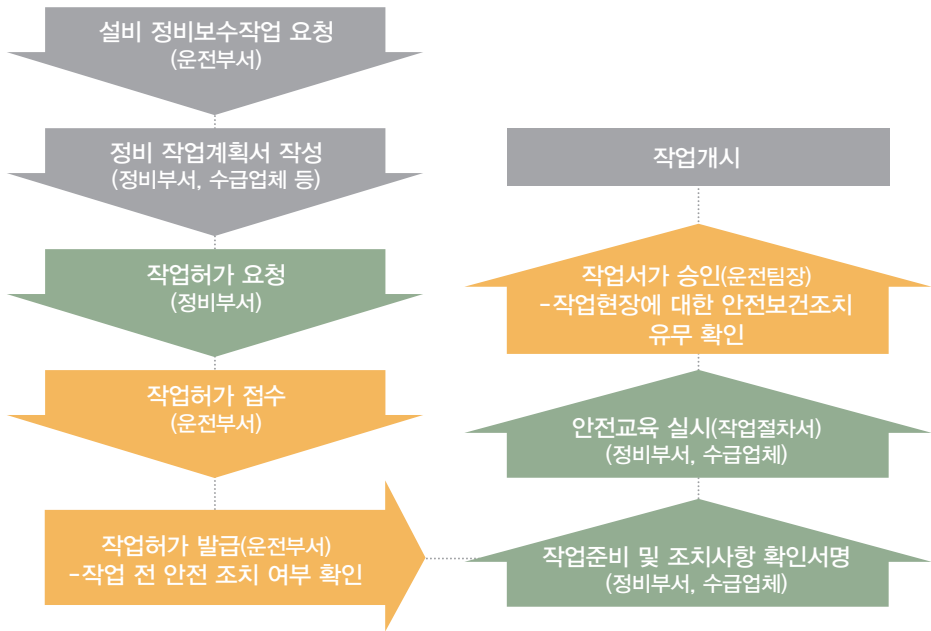 설비 정비보수작업 요청
(운전부서)
정비 작업계획서 작성
(정비부서, 수급업체 등)
작업허가 요청
(정비부서)
작업허가 접수
(운전부서)
작업허가 발급(운전부서)
-작업 전 안전 조치 여부 확인
작업준비 및 조치사항 확인서명
(정비부서, 수급업체)
안전교육 실시(작업절차서)
(정비부서, 수급업체)
작업서가 승인(운전팀장)
-작업현장에 대한 안전보건조치
유무 확인
작업개시